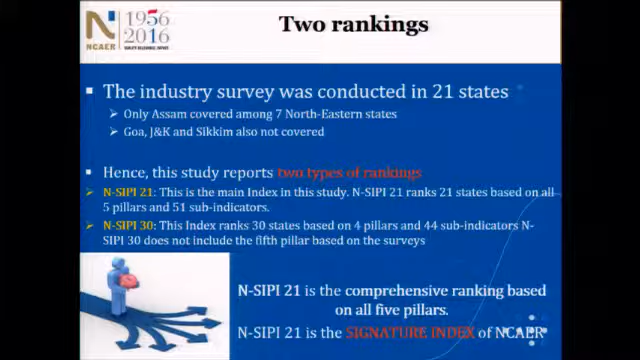 1956
2016
NCAER
Two rankings
The industry survey was conducted in 21 states
Only Assam covered among 7 North-Eastern states
Goa, J&K and Sikkim also not covered
Hence, this study reports two types of rankings
N-SIPI 21: This is the main Index in this study. N-SIPI 21 ranks 21 states based on all
5 pillars and 51 sub-indicators.
N-SIPI 30: This Index ranks 30 states based on 4 pillars and 44 sub-indicators N-
SIPI 30 does not include the fifth pillar based on the surveys
N-SIPI 21 is the comprehensive ranking based
on all five pillars.
N-SIPI 21 is the SIGNATURE INDEX of NCAER